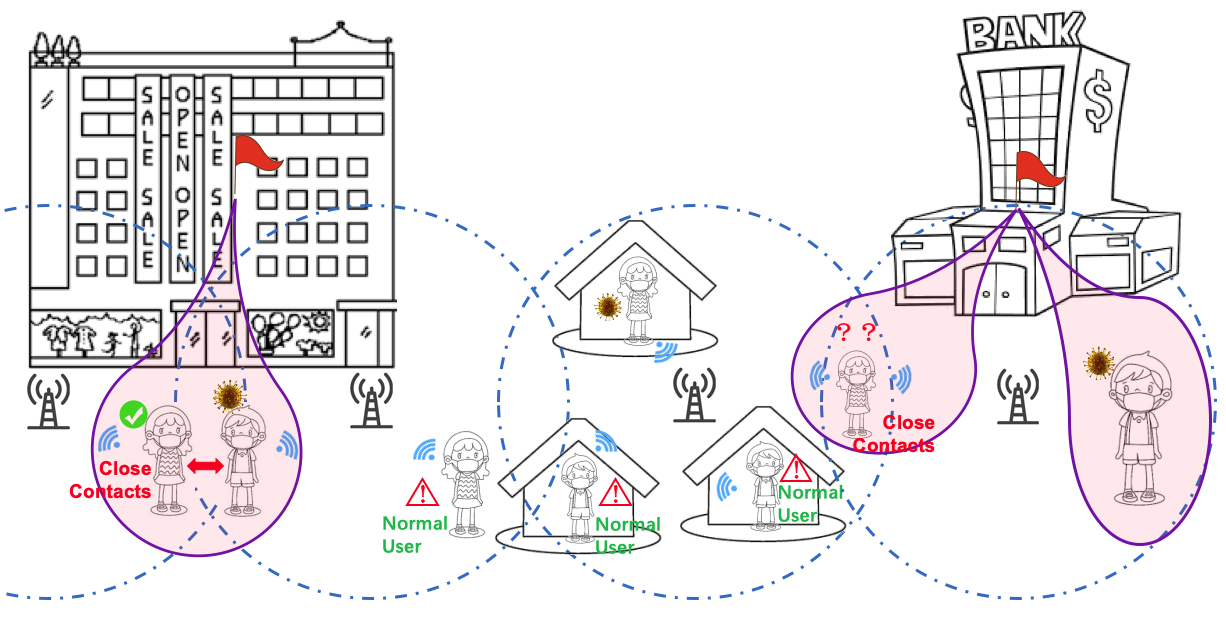 BANK
$
SALE SALE
OPEN OPEN
SALE SALE
? ?
Close
Contacts
Close
Contacts
Normal
User
Normal
User
Normal
User